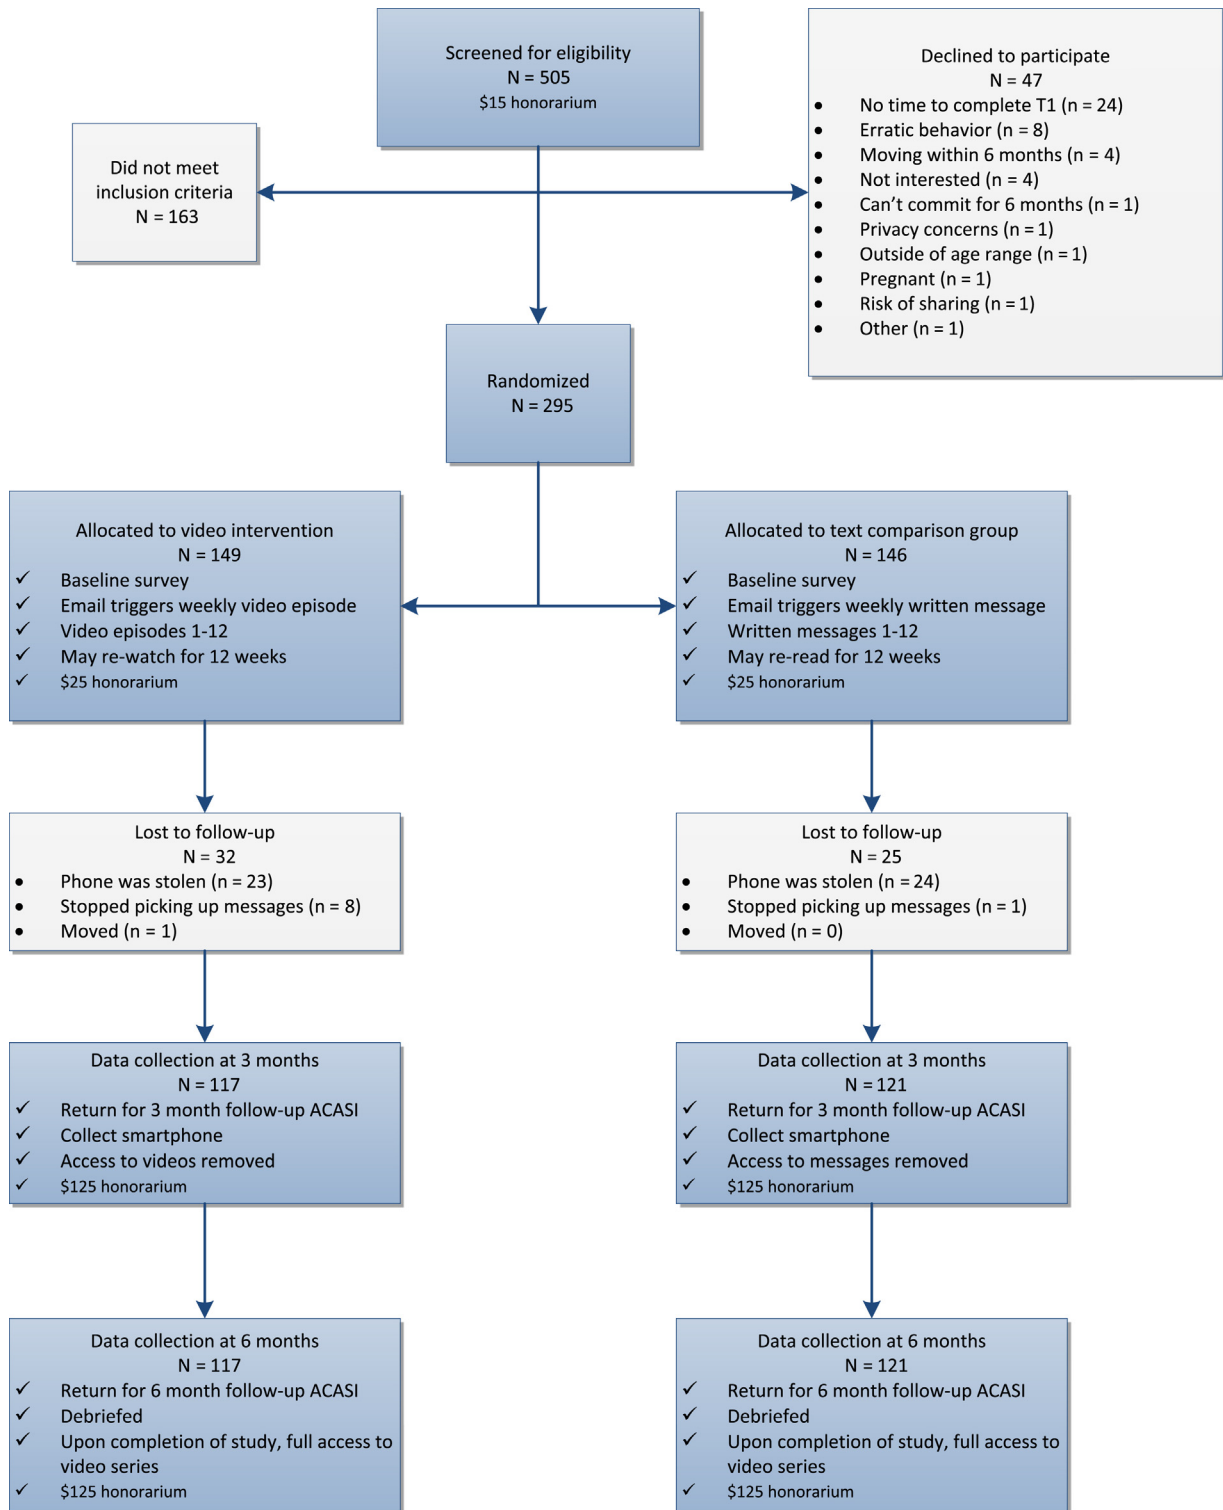 Screened for eligibility
N = 505
$15 honorarium
Declined to participate
N = 47
• No time to complete T1 (n = 24)
• Erratic behavior (n = 8)
• Moving within 6 months (n = 4)
• Not interested (n = 4)
• Can't commit for 6 months (n = 1)
• Privacy concerns (n = 1)
• Outside of age range (n = 1)
• Pregnant (n = 1)
• Risk of sharing (n = 1)
• Other (n = 1)
Did not meet
inclusion criteria
N = 163
Randomized
N = 295
Allocated to video intervention
N = 149
✓ Baseline survey
✓ Email triggers weekly video episode
✓ Video episodes 1-12
✓ May re-watch for 12 weeks
✓ $25 honorarium
Allocated to text comparison group
N = 146
✓ Baseline survey
✓ Email triggers weekly written message
✓ Written messages 1-12
✓ May re-read for 12 weeks
✓ $25 honorarium
Lost to follow-up
N = 32
• Phone was stolen (n = 23)
• Stopped picking up messages (n = 8)
• Moved (n = 1)
Lost to follow-up
N = 25
• Phone was stolen (n = 24)
• Stopped picking up messages (n = 1)
• Moved (n = 0)
Data collection at 3 months
N = 117
✓ Return for 3 month follow-up ACASI
✓ Collect smartphone
✓ Access to videos removed
✓ $125 honorarium
Data collection at 3 months
N = 121
✓ Return for 3 month follow-up ACASI
✓ Collect smartphone
✓ Access to messages removed
✓ $125 honorarium
Data collection at 6 months
N = 117
✓ Return for 6 month follow-up ACASI
✓ Debriefed
✓ Upon completion of study, full access to
video series
✓ $125 honorarium
Data collection at 6 months
N = 121
✓ Return for 6 month follow-up ACASI
✓ Debriefed
✓ Upon completion of study, full access to
video series
✓ $125 honorarium